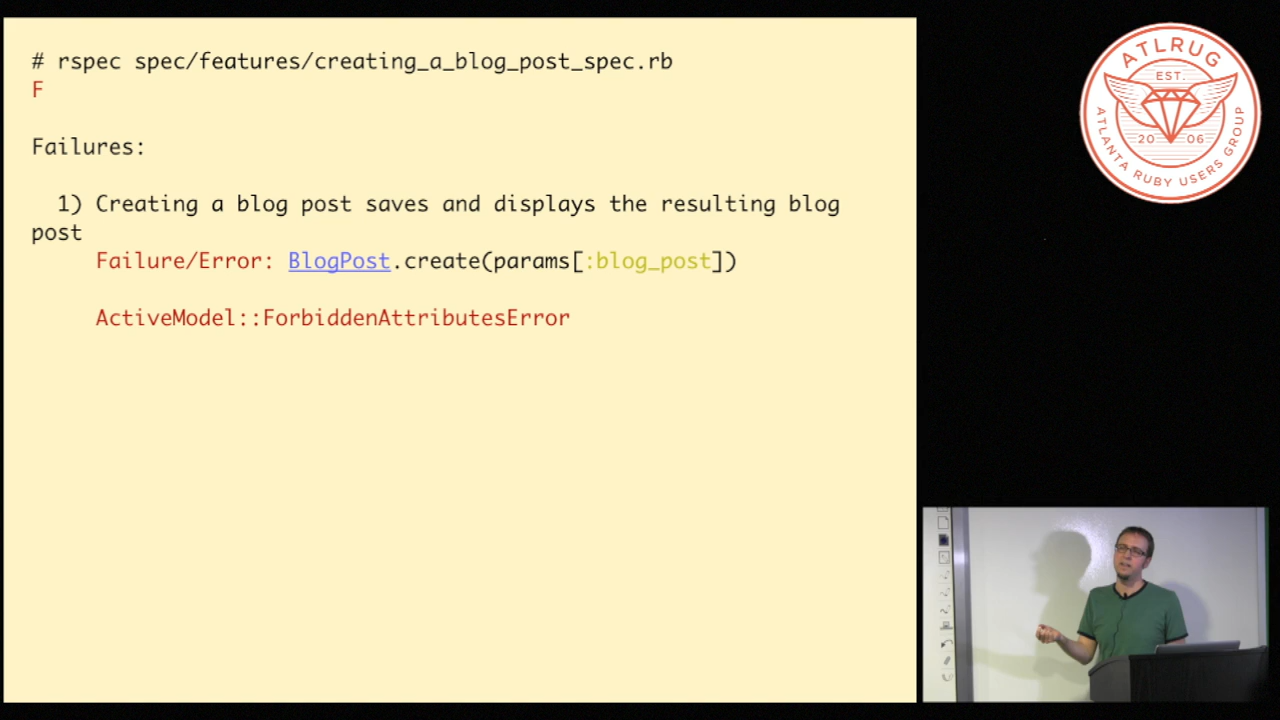 # rspec spec/features/creating_a_blog_post_spec.rb
F
Failures:
1) Creating a blog post saves and displays the resulting blog
post
Failure/Error: BlogPost.create(params[:blog_post])
ActiveModel::ForbiddenAttributesError
ATLRUG
EST.
20 06
ATLANTA RUBY USERS GROUP